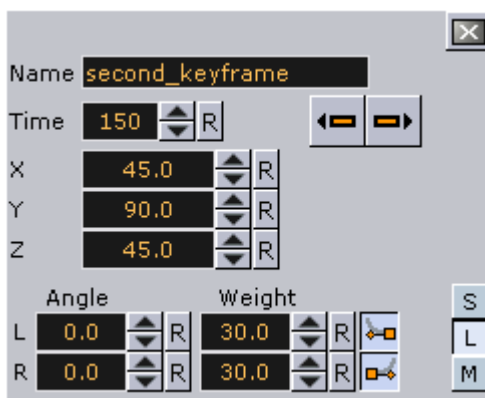 Name second_keyframe
Time 150 R
X 45.0 R
Y 90.0 R
Z 45.0 R
Angle Weight S
L 0.0 R 30.0 R L
R 0.0 R 30.0 R M